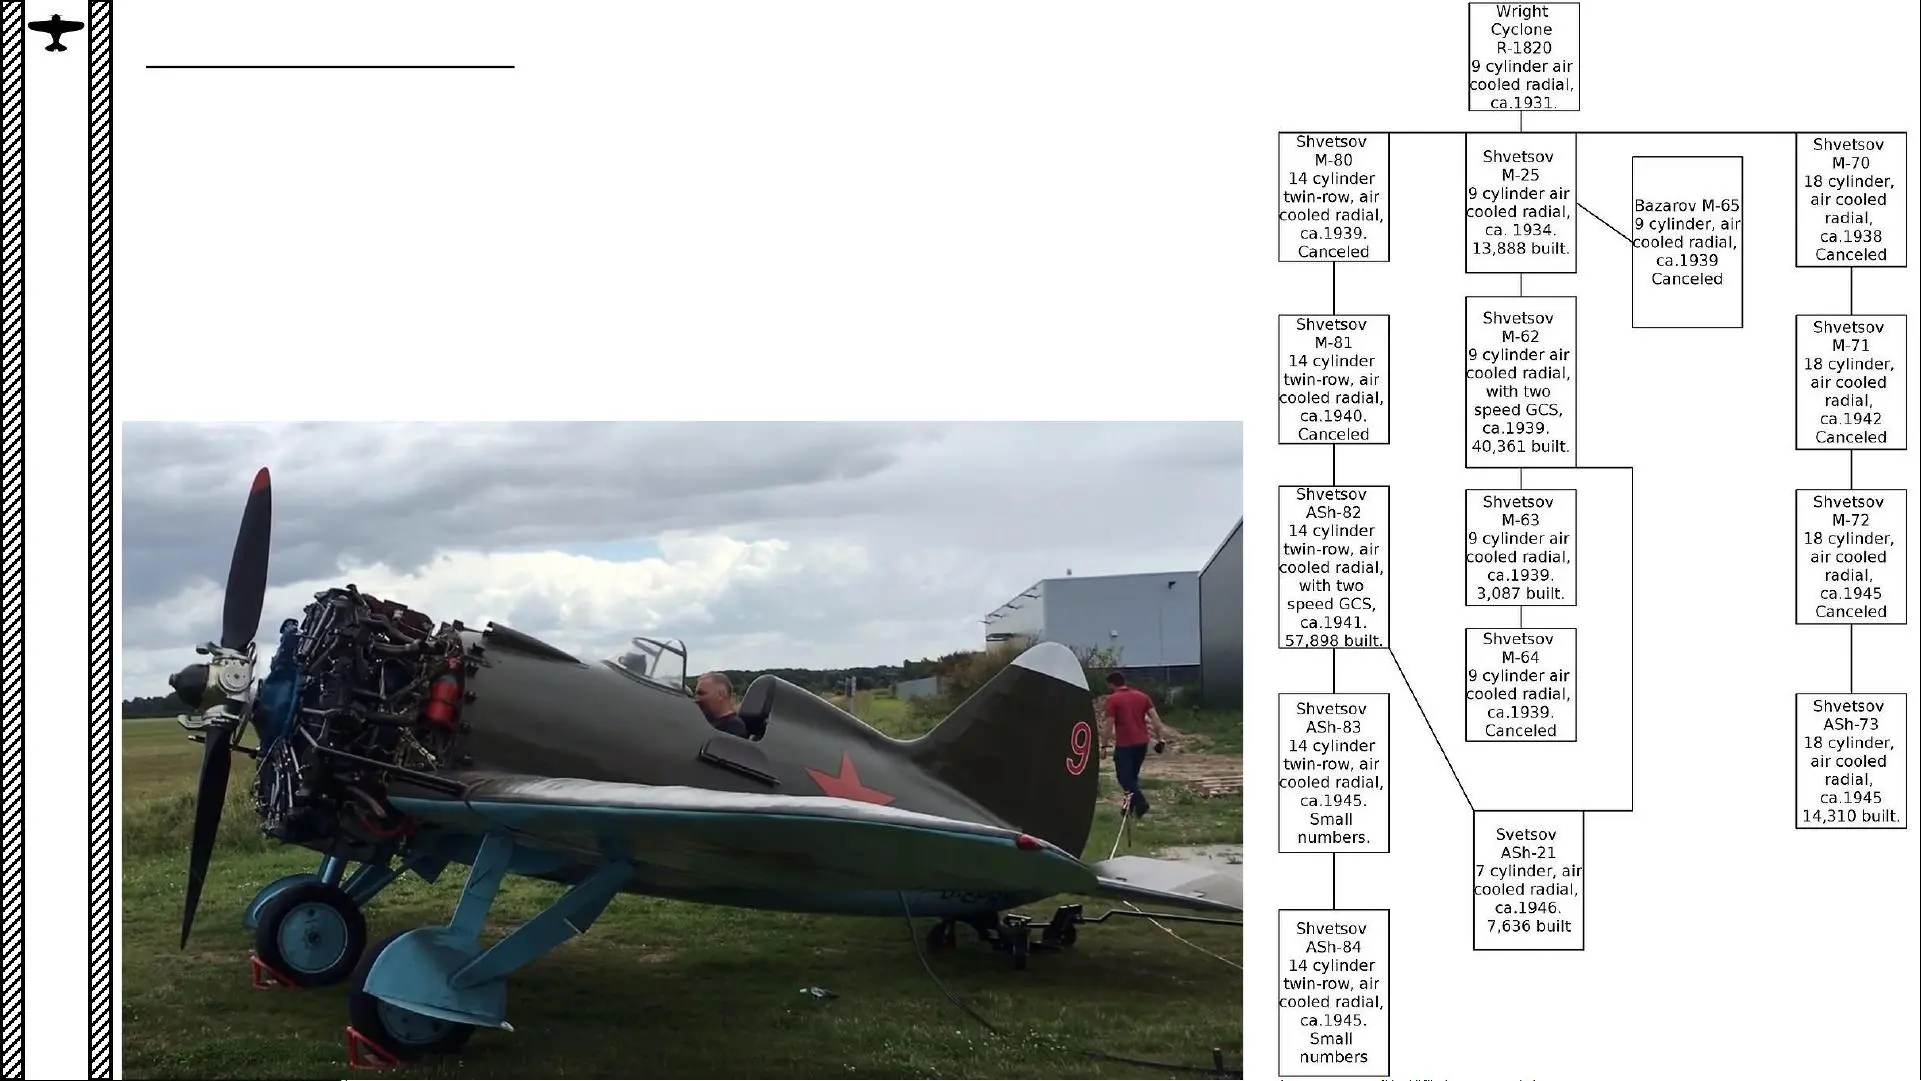 Wright
Cyclone
R-1820
9 cylinder air
cooled radial,
ca.1931.
Shvetsov
M-80
14 cylinder
twin-row, air
cooled radial,
ca.1939.
Canceled
Shvetsov
M-25
9 cylinder air
cooled radial,
ca. 1934.
13,888 built.
Bazarov M-65
9 cylinder, air
cooled radial,
ca.1939
Canceled
Shvetsov
M-70
18 cylinder,
air cooled
radial,
ca.1938
Canceled
Shvetsov
M-81
14 cylinder
twin-row, air
cooled radial,
ca.1940.
Canceled
Shvetsov
M-62
9 cylinder air
cooled radial,
with two
speed GCS,
ca.1939.
40,361 built.
Shvetsov
M-71
18 cylinder,
air cooled
radial,
ca.1942
Canceled
Shvetsov
ASh-82
14 cylinder
twin-row, air
cooled radial,
with two
speed GCS,
ca.1941.
57,898 built.
Shvetsov
M-63
9 cylinder air
cooled radial,
ca.1939.
3,087 built.
Shvetsov
M-72
18 cylinder,
air cooled
radial,
ca.1945
Canceled
Shvetsov
M-64
9 cylinder air
cooled radial,
ca.1939.
Canceled
Shvetsov
ASh-83
14 cylinder
twin-row, air
cooled radial,
ca.1945.
Small
numbers.
Shvetsov
ASh-73
18 cylinder,
air cooled
radial,
ca.1945
14,310 built.
Svetsov
ASh-21
7 cylinder, air
cooled radial,
ca.1946.
7,636 built
Shvetsov
ASh-84
14 cylinder
twin-row, air
cooled radial,
ca.1945.
Small
numbers
9